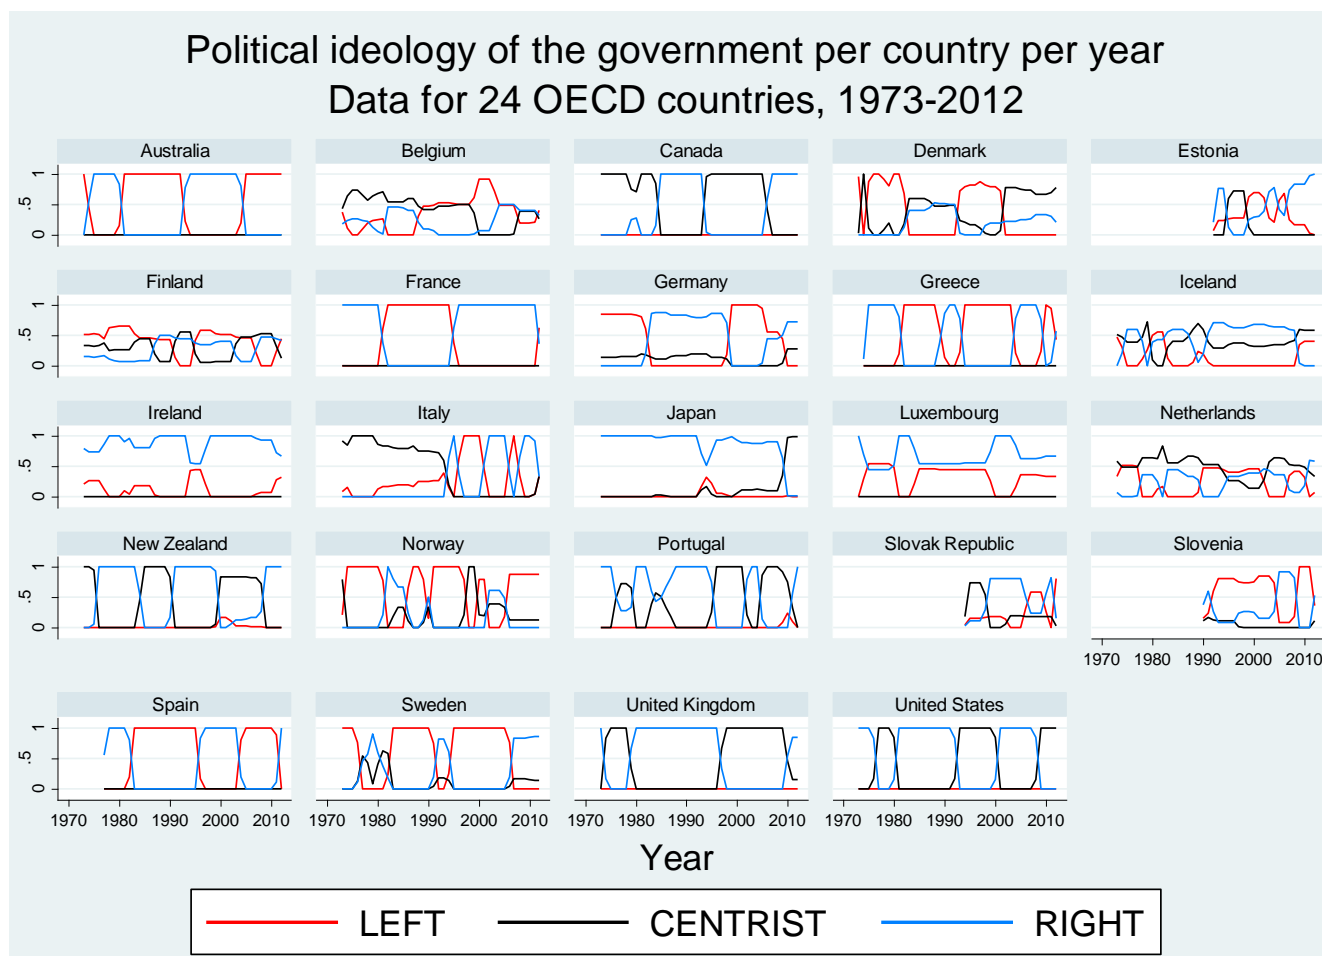 Political ideology of the government per country per year
Data for 24 OECD countries, 1973-2012
Australia Belgium Canada Denmark Estonia
0 .5 1
Finland France Germany Greece Iceland
0 .5 1
Ireland Italy Japan Luxembourg Netherlands
0 .5 1
New Zealand Norway Portugal Slovak Republic Slovenia
0 .5 1
1970 1980 1990 2000 2010
Spain Sweden United Kingdom United States
0 .5 1
1970 1980 1990 2000 2010 1970 1980 1990 2000 2010 1970 1980 1990 2000 2010 1970 1980 1990 2000 2010
Year
LEFT CENTRIST RIGHT